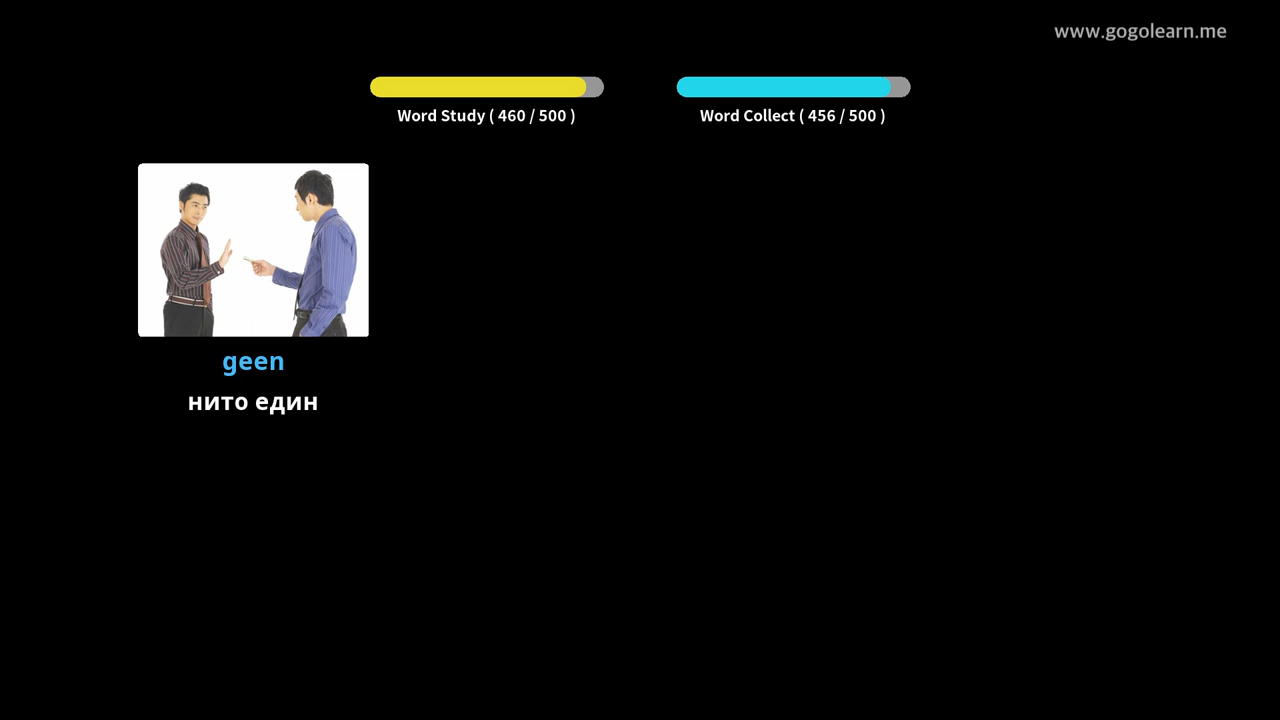 www.gogolearn.me
Word Study ( 460 / 500 )
Word Collect ( 456 / 500 )
geen
нито един